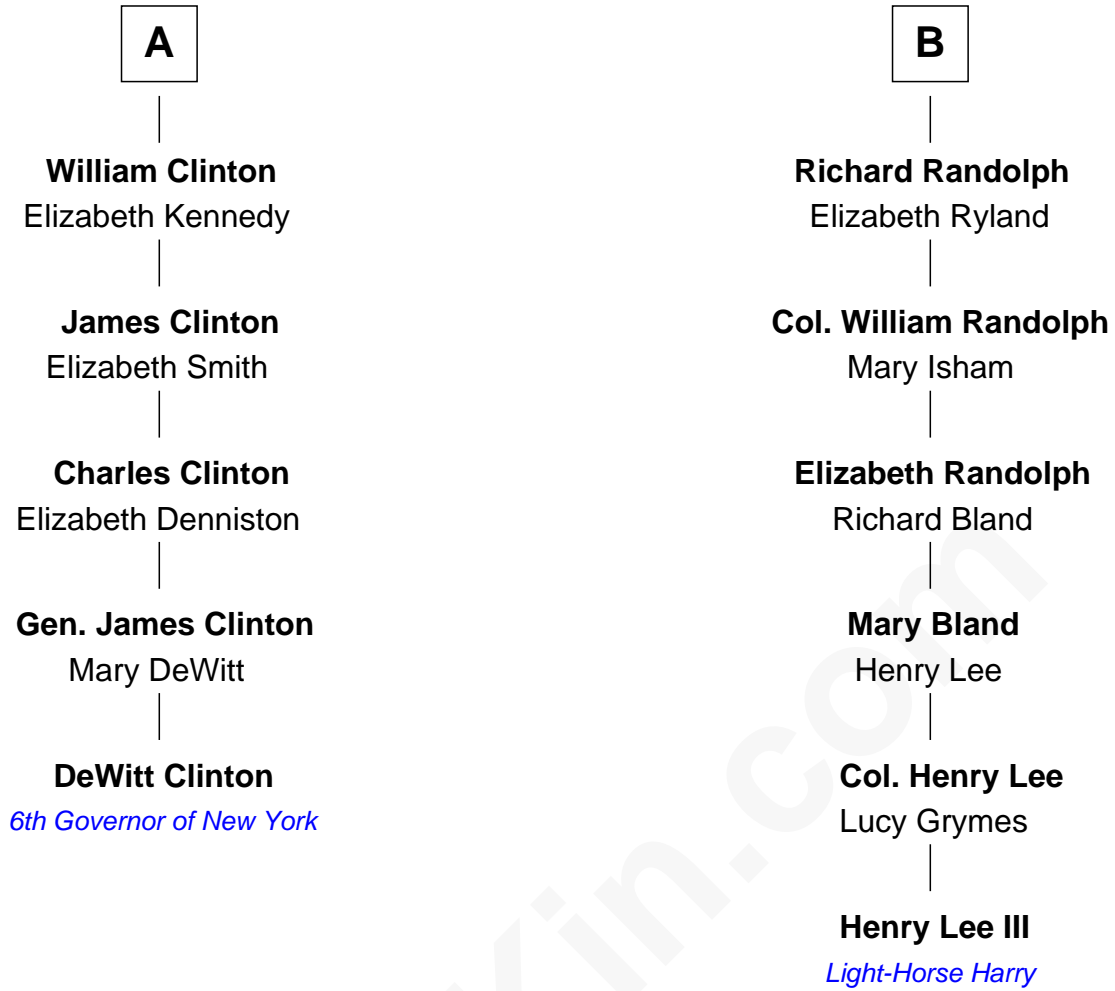 A
William Clinton
Elizabeth Kennedy
James Clinton
Elizabeth Smith
Charles Clinton
Elizabeth Denniston
Gen. James Clinton
Mary DeWitt
DeWitt Clinton
6th Governor of New York
B
Richard Randolph
Elizabeth Ryland
Col. William Randolph
Mary Isham
Elizabeth Randolph
Richard Bland
Mary Bland
Henry Lee
Col. Henry Lee
Lucy Grymes
Henry Lee III
Light-Horse Harry
Kin.com